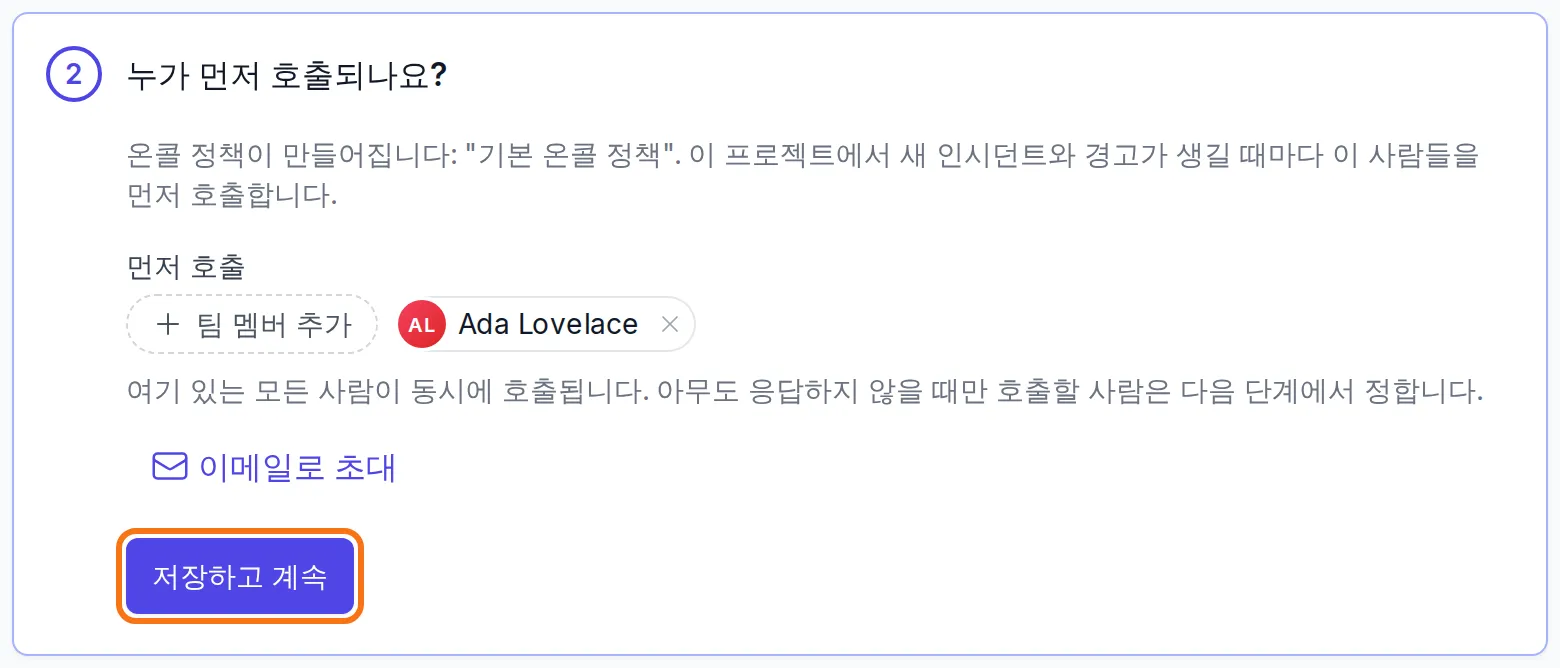 2
누가 먼저 호출되나요?
온콜 정책이 만들어집니다: "기본 온콜 정책". 이 프로젝트에서 새 인시던트와 경고가 생길 때마다 이 사람들을
먼저 호출합니다.
먼저 호출
팀 멤버 추가
AL Ada Lovelace
여기 있는 모든 사람이 동시에 호출됩니다. 아무도 응답하지 않을 때만 호출할 사람은 다음 단계에서 정합니다.
이메일로 초대
저장하고 계속